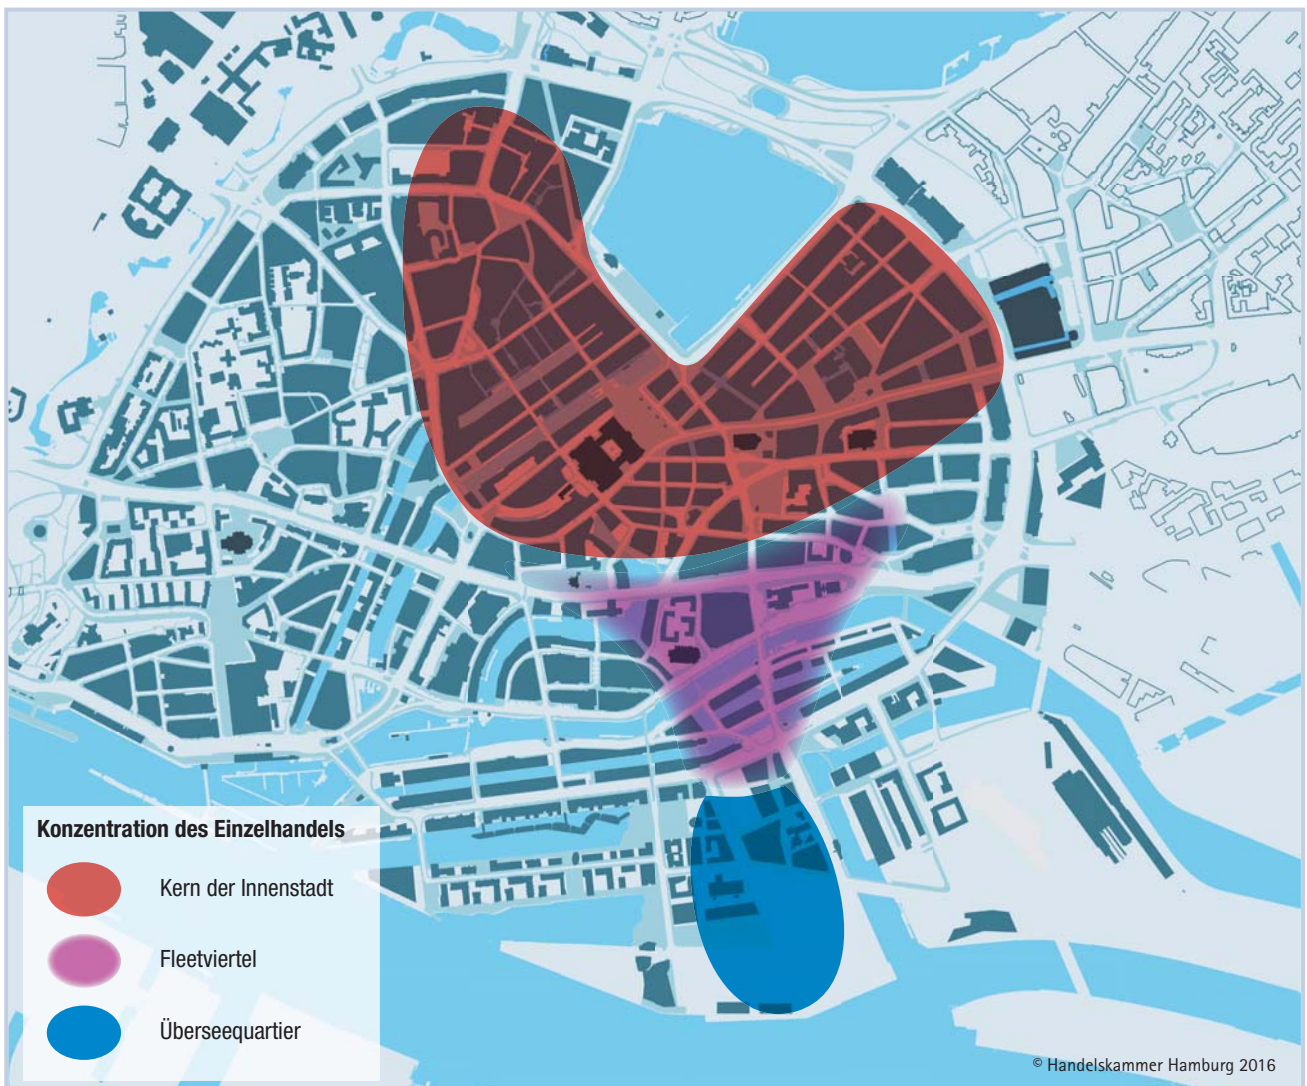 Konzentration des Einzelhandels
Kern der Innenstadt
Fleetviertel
Überseequartier
© Handelskammer Hamburg 2016